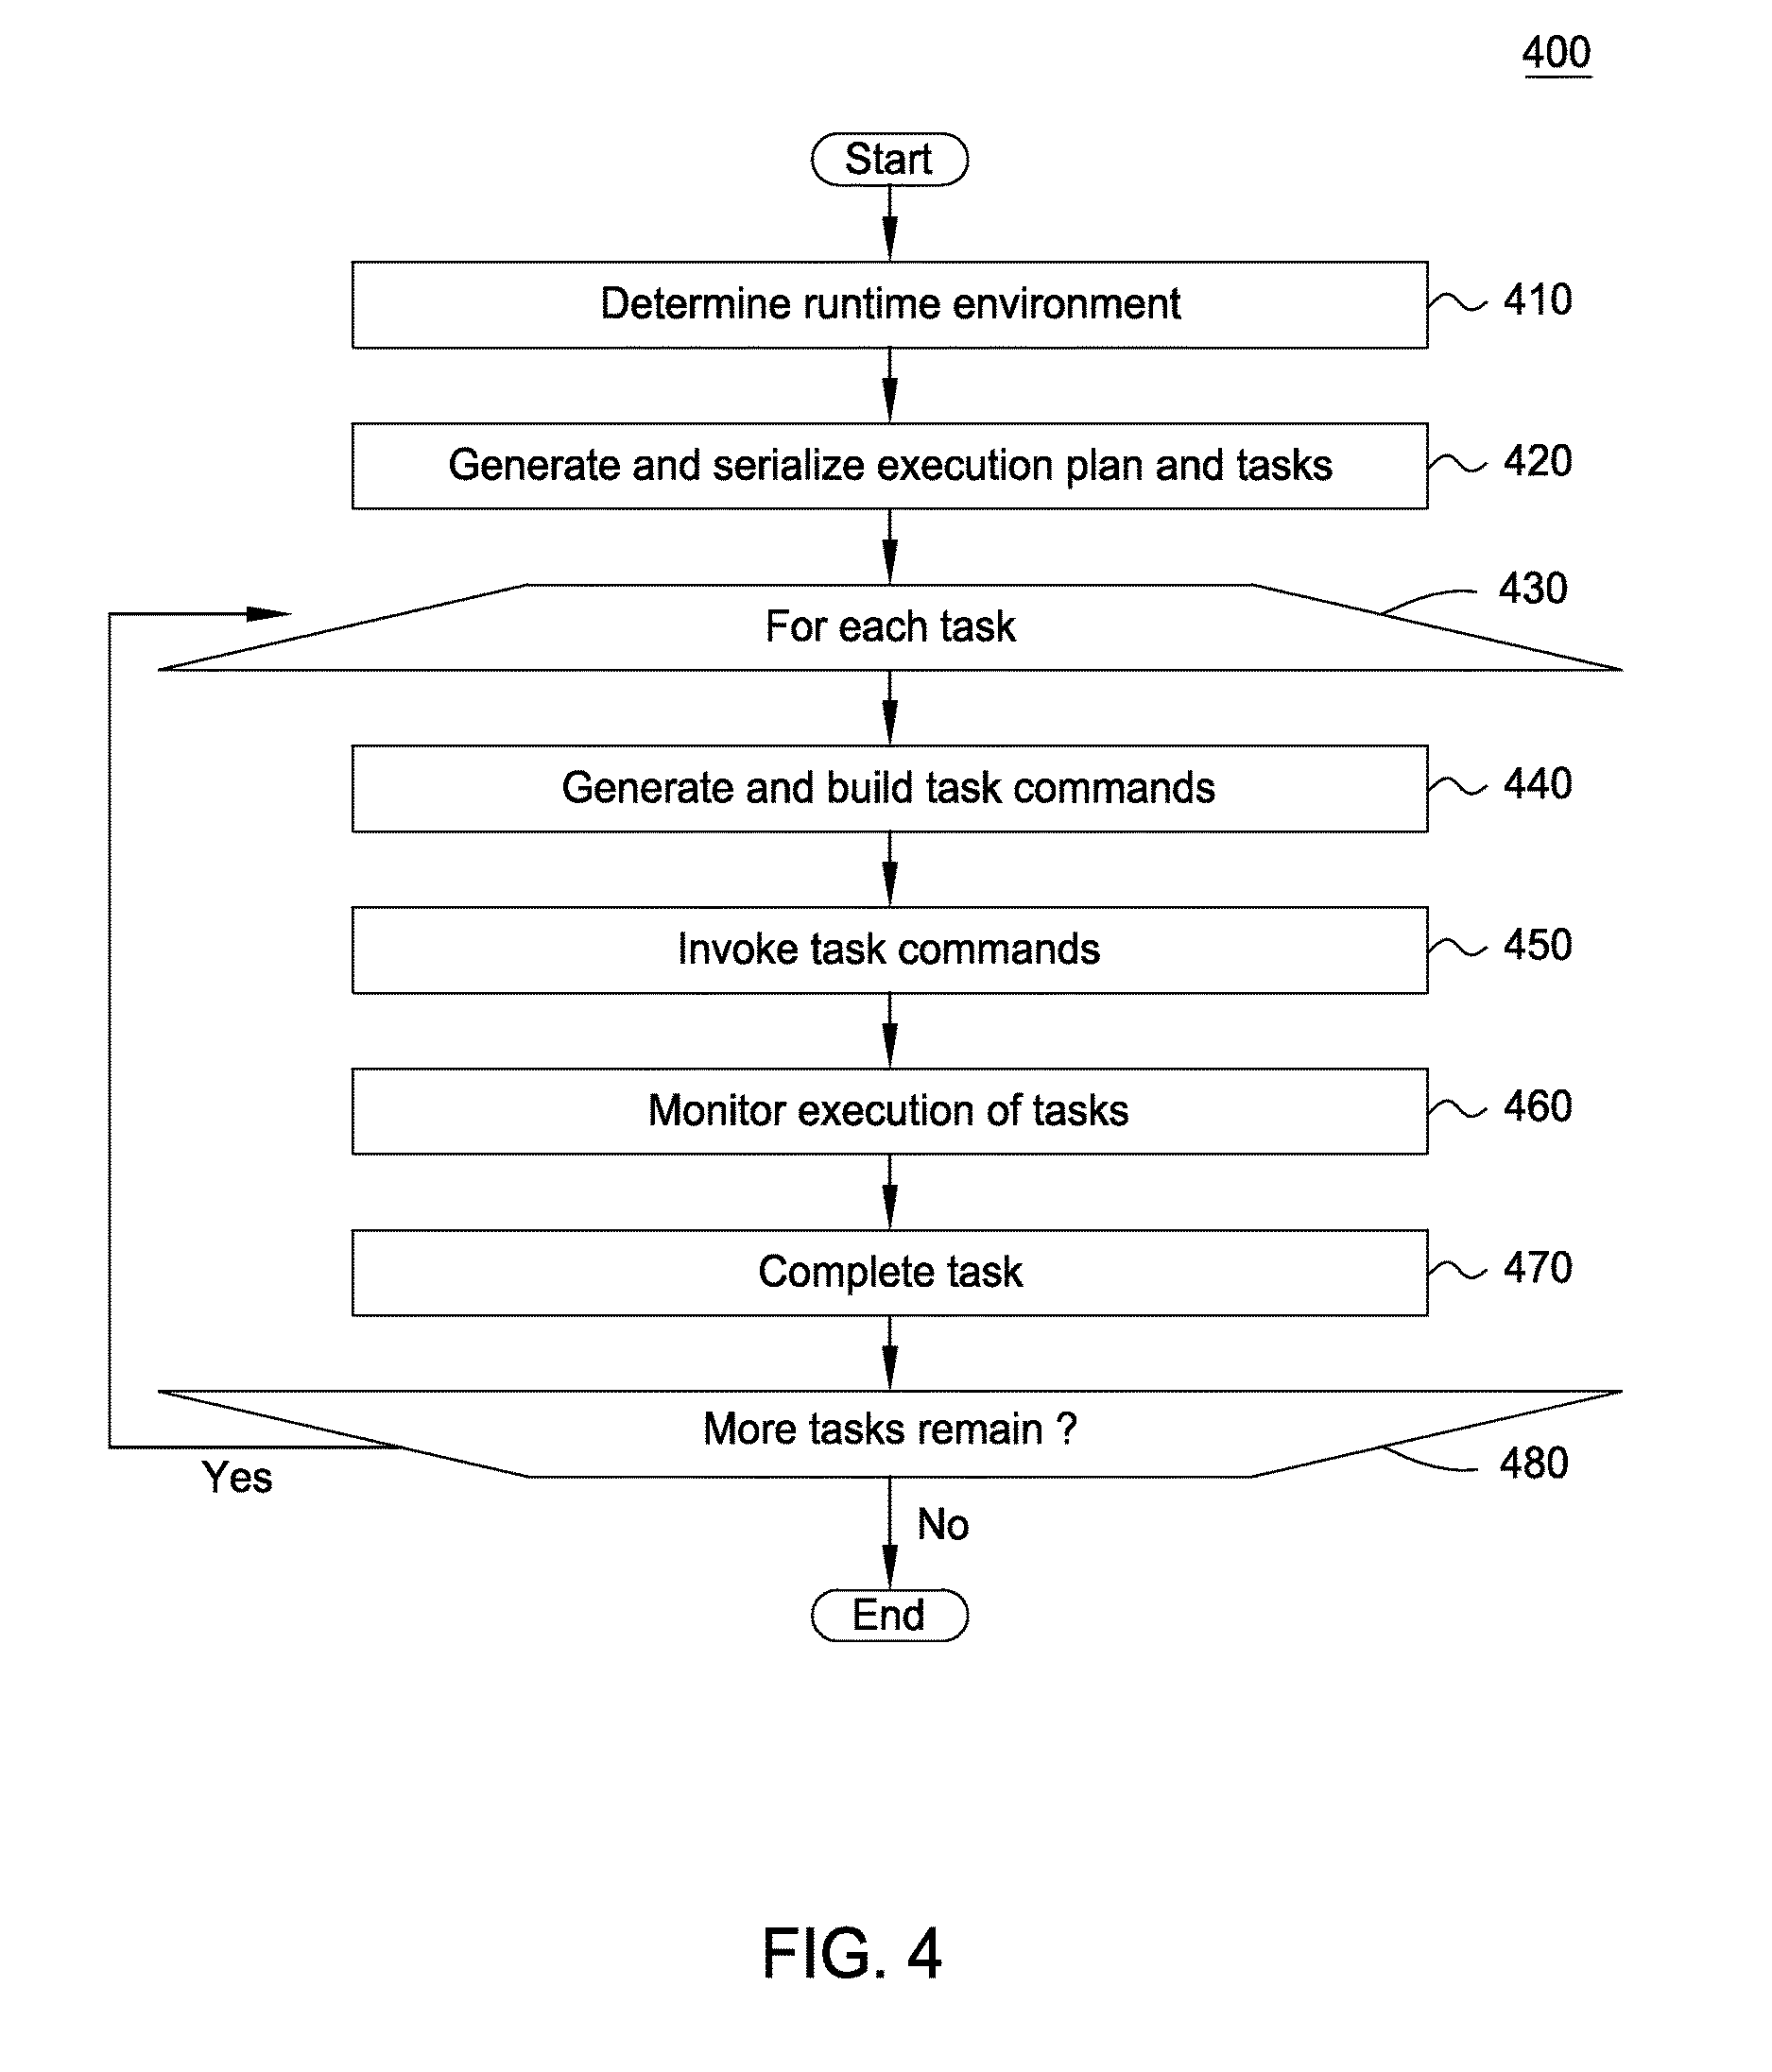 400
Start
Determine runtime environment
410
Generate and serialize execution plan and tasks
420
For each task
430
Generate and build task commands
440
Invoke task commands
450
Monitor execution of tasks
460
Complete task
470
More tasks remain ?
480
Yes
No
End
FIG. 4